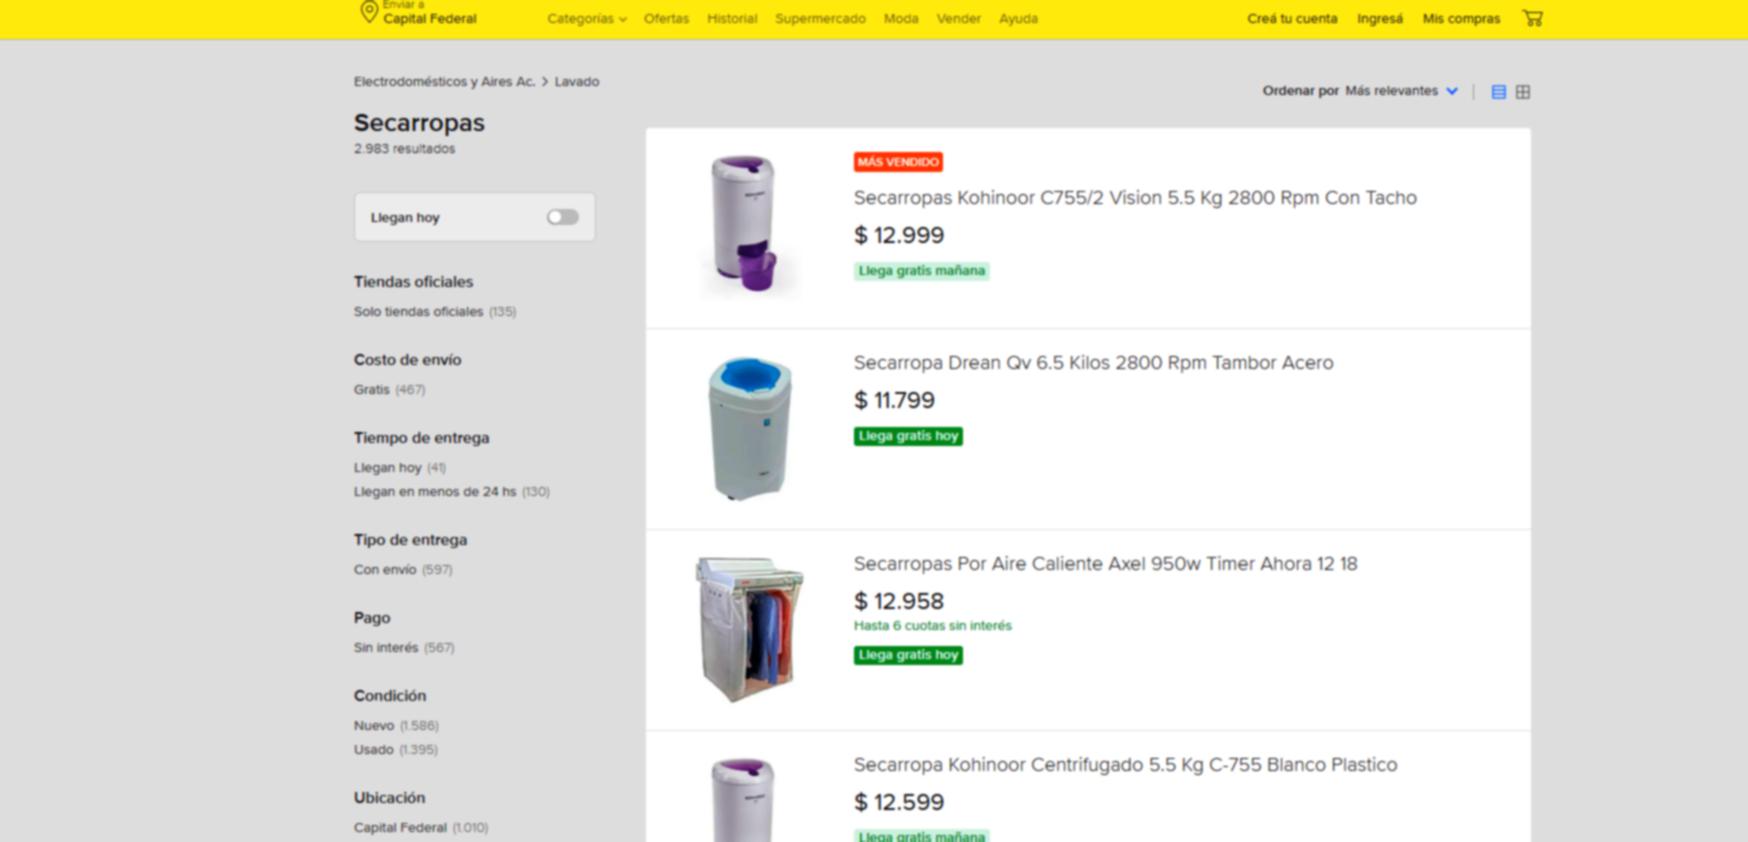 Enviar a
Capital Federal
Categorías Ofertas Historial Supermercado Moda Vender Ayuda
Creá tu cuenta Ingresá Mis compras
Electrodomésticos y Aires Ac. > Lavado
Secarropas
2.983 resultados
Ordenar por Más relevantes
Llegan hoy
Tiendas oficiales
Solo tiendas oficiales (135)
Costo de envío
Gratis (467)
Tiempo de entrega
Llegan hoy (41)
Llegan en menos de 24 hs (130)
Tipo de entrega
Con envío (597)
Pago
Sin interés (567)
Condición
Nuevo (1.586)
Usado (1.395)
Ubicación
Capital Federal (1.010)
MÁS VENDIDO
Secarropas Kohinoor C755/2 Vision 5.5 Kg 2800 Rpm Con Tacho
$ 12.999
Llega gratis mañana
Secarropa Drean Qv 6.5 Kilos 2800 Rpm Tambor Acero
$ 11.799
Llega gratis hoy
Secarropas Por Aire Caliente Axel 950w Timer Ahora 12 18
$ 12.958
Hasta 6 cuotas sin interés
Llega gratis hoy
Secarropa Kohinoor Centrifugado 5.5 Kg C-755 Blanco Plastico
$ 12.599
Llega gratis mañana